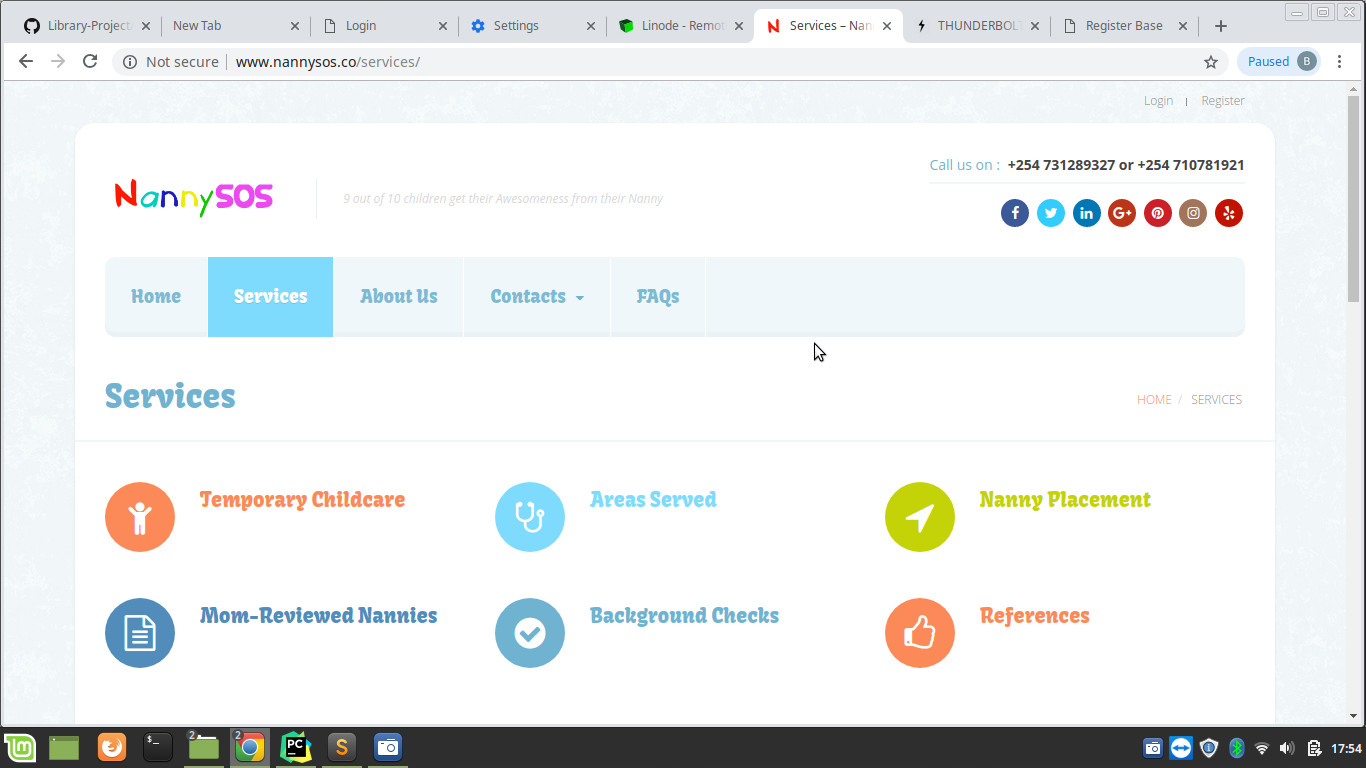 Library-Project
New Tab
Login
Settings
Linode - Remot
Services – Nan
THUNDERBOLT
Register Base
Not secure
www.nannysos.co/services/
Paused
B
Login
Register
Call us on : +254 731289327 or +254 710781921
NannySOS
9 out of 10 children get their Awesomeness from their Nanny
Home
Services
About Us
Contacts
FAQs
Services
HOME / SERVICES
Temporary Childcare
Areas Served
Nanny Placement
Mom-Reviewed Nannies
Background Checks
References
2
2
PC
S
17:54